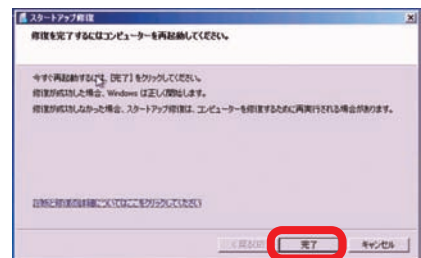 スタートアップ修復
修復を完了するにはコンピューターを再起動してください。
今すぐ再起動するには、[完了] をクリックしてください。
修復が成功した場合、Windows は正しく開始します。
修復が成功しなかった場合、スタートアップ修復は、コンピューターを修復するために再実行される場合があります。
診断と修復の詳細についてはここをクリックしてください
< 戻る(B)
完了
キャンセル